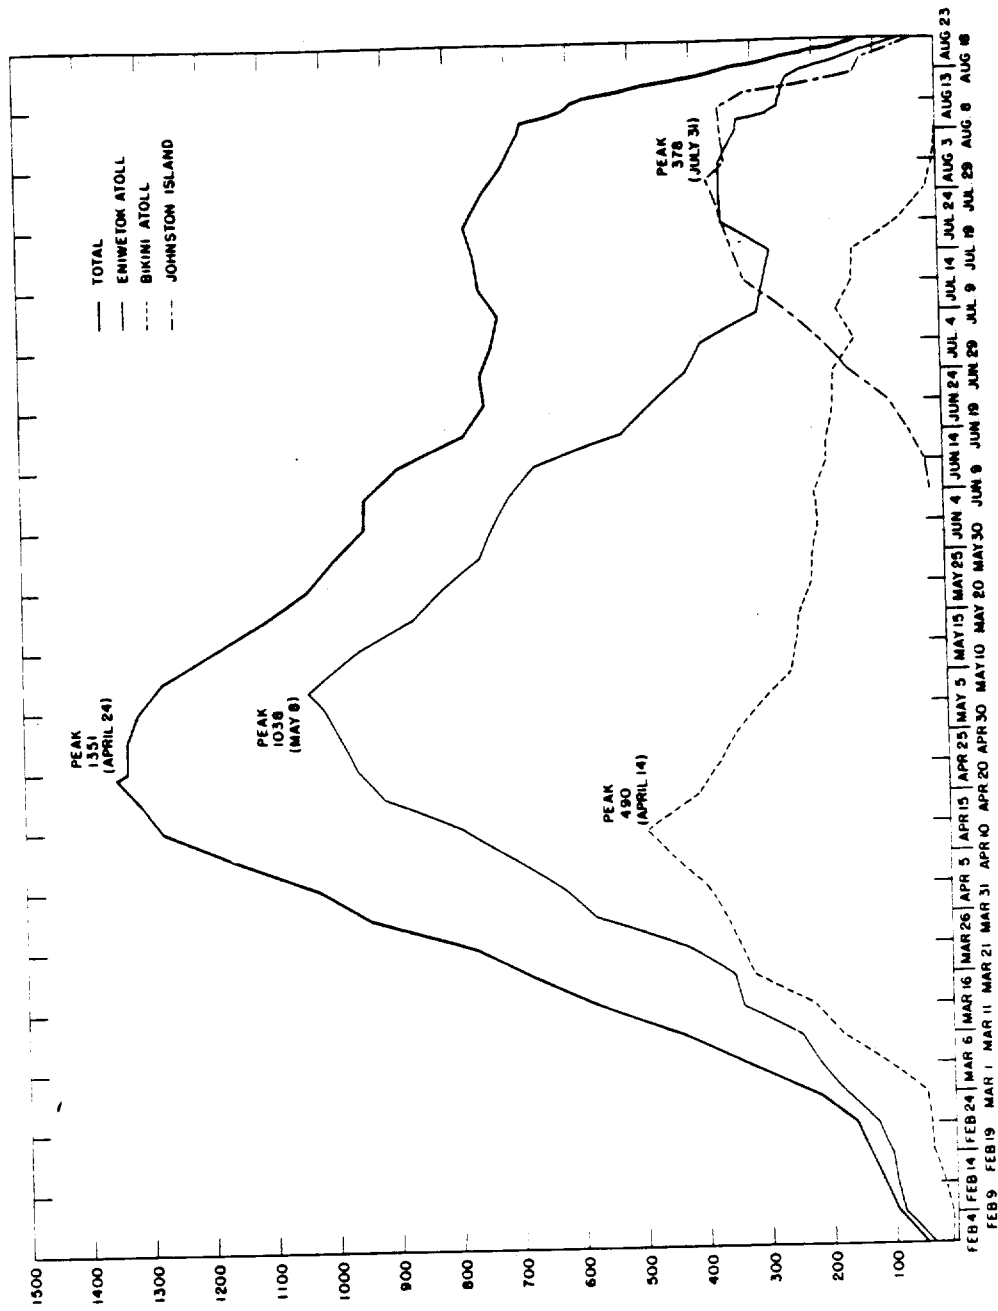 TOTAL
ENIWETOK ATOLL
BIKINI ATOLL
JOHNSTON ISLAND
PEAK
1351
(APRIL 24)
PEAK
1038
(MAY 8)
PEAK
490
(APRIL 14)
PEAK
378
(JULY 31)
1500
1400
1300
1200
1100
1000
900
800
700
600
500
400
300
200
100
FEB 4 | FEB 14 | FEB 24 | MAR 6 | MAR 16 | MAR 26 | APR 5 | APR 15 | APR 25 | MAY 5 | MAY 15 | MAY 25 | JUN 4 | JUN 14 | JUN 24 | JUL 4 | JUL 14 | JUL 24 | AUG 3 | AUG 13 | AUG 23
FEB 9 FEB 19 MAR 1 MAR 11 MAR 21 MAR 31 APR 10 APR 20 APR 30 MAY 10 MAY 20 MAY 30 JUN 9 JUN 19 JUN 29 JUL 9 JUL 19 JUL 29 AUG 8 AUG 18